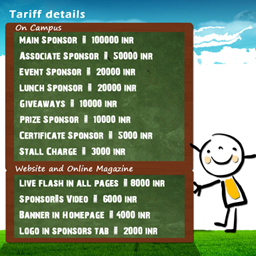 Tariff details
On Campus
Main Sponsor || 100000 INR
Associate Sponsor || 50000 INR
Event Sponsor || 20000 INR
Lunch Sponsor || 20000 INR
Giveaways || 10000 INR
Prize Sponsor || 10000 INR
Certificate Sponsor || 5000 INR
Stall Charge || 3000 INR
Website and Online Magazine
Live Flash in all pages || 8000 INR
Sponsor||s Video || 6000 INR
Banner in Homepage || 4000 INR
Logo in sponsors tab || 2000 INR